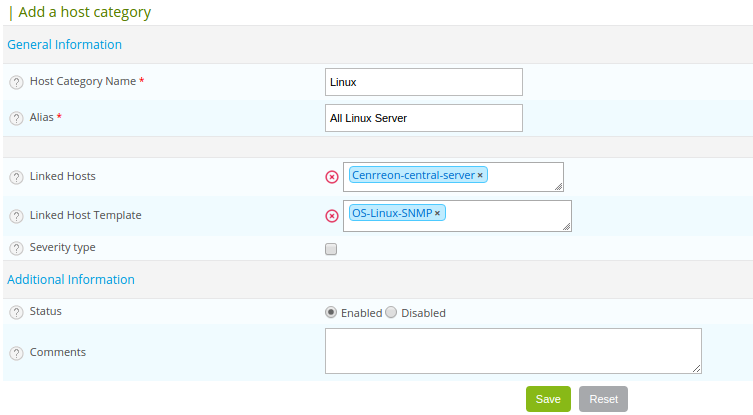 Add a host category
General Information
? Host Category Name * Linux
? Alias * All Linux Server
? Linked Hosts Cenrreon-central-server ×
? Linked Host Template OS-Linux-SNMP ×
? Severity type
Additional Information
? Status Enabled Disabled
? Comments
Save Reset